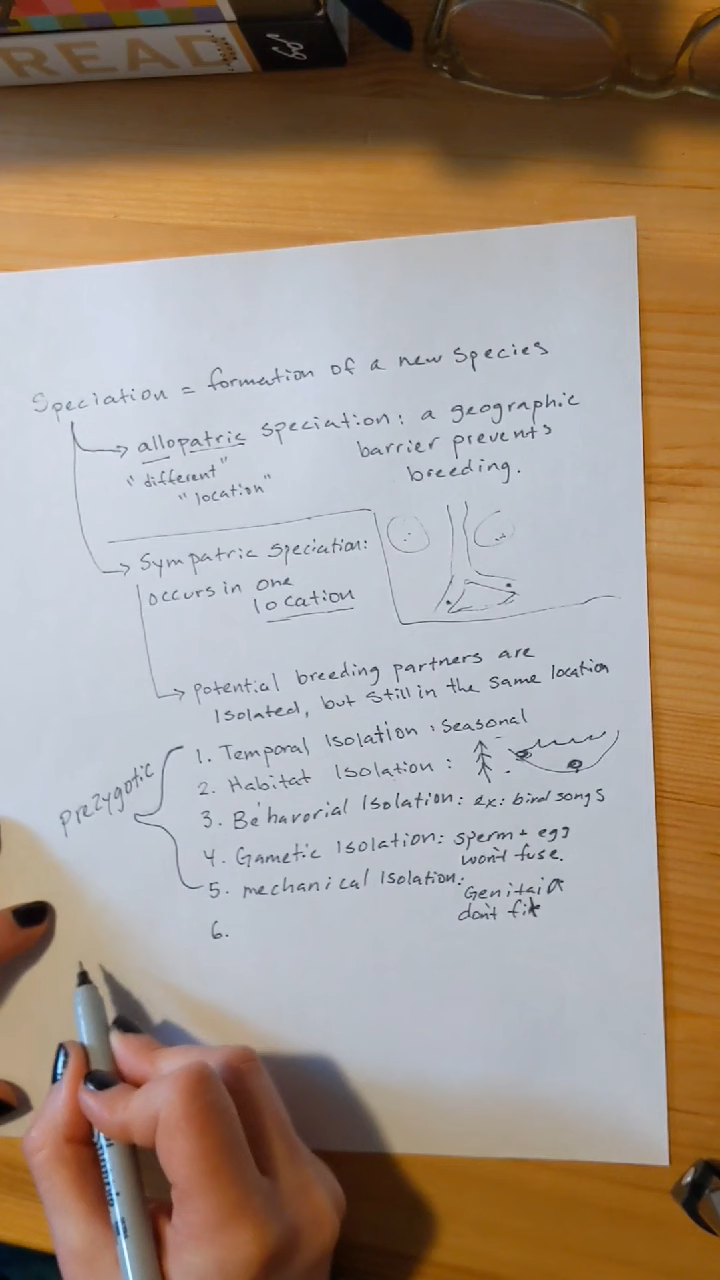 READ
Speciation = formation of a new species
allopatric speciation: a geographic
barrier prevents
breeding.
"different"
"location"
Sympatric speciation:
occurs in one
location
potential breeding partners are
isolated, but still in the same location
prezygotic
1. Temporal Isolation: seasonal
2. Habitat Isolation:
3. Behavorial Isolation: ex: bird songs
4. Gametic Isolation: sperm + egg
won't fuse.
5. mechanical Isolation:
Genitaia
don't fit
6.